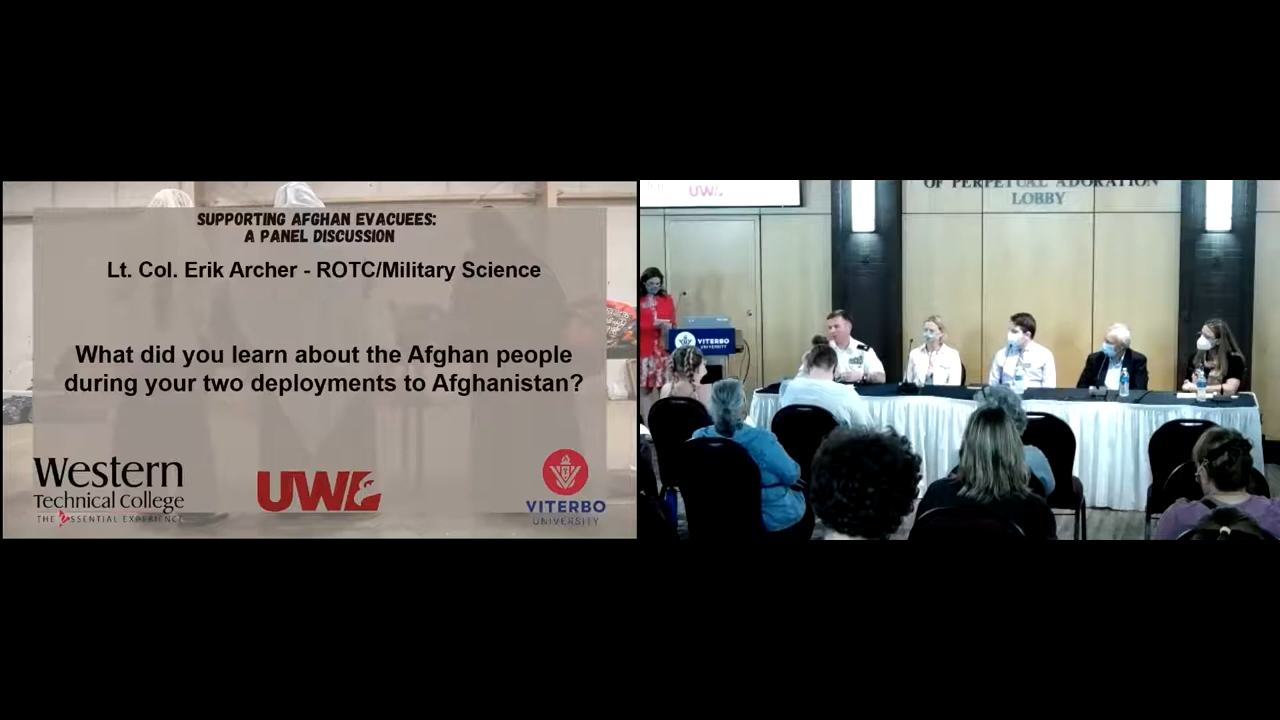 SUPPORTING AFGHAN EVACUEES:
A PANEL DISCUSSION
Lt. Col. Erik Archer - ROTC/Military Science
What did you learn about the Afghan people
during your two deployments to Afghanistan?
Western
Technical College
THE ESSENTIAL EXPERIENCE
UWL
VITERBO
UNIVERSITY
UWL
OF PERPETUAL ADORATION
LOBBY
VITERBO
UNIVERSITY